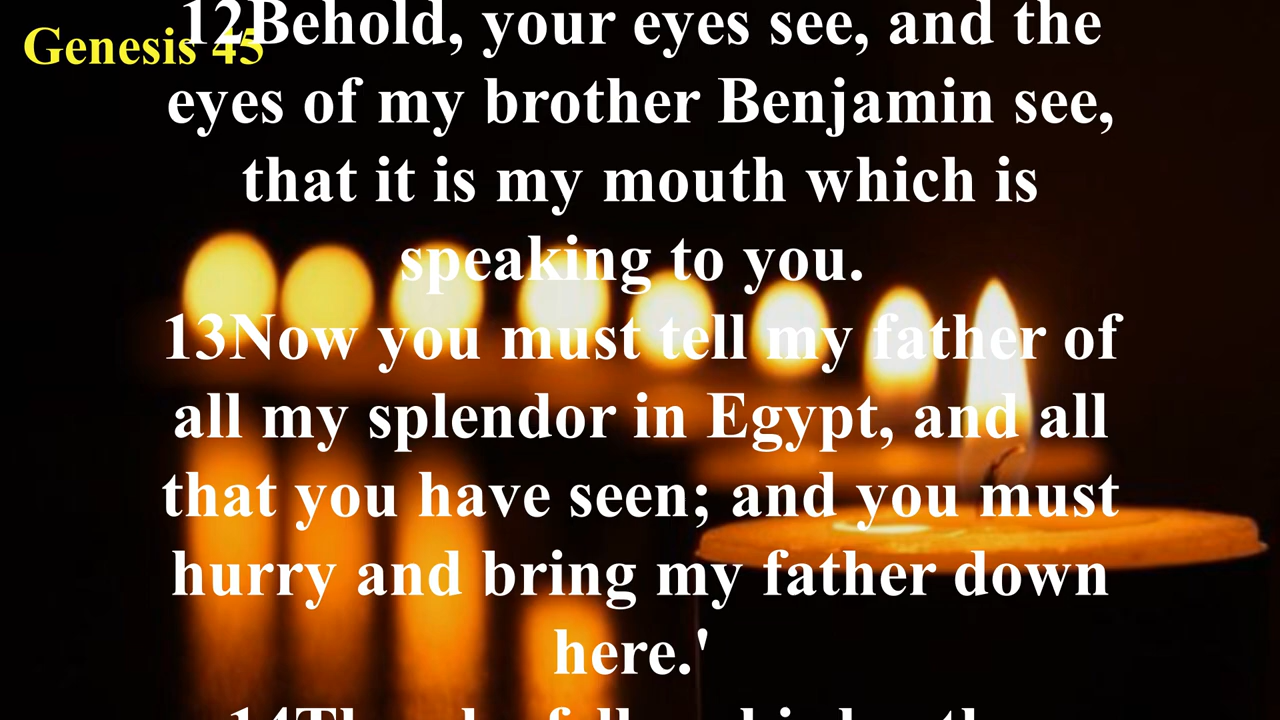 Genesis 45
12Behold, your eyes see, and the
eyes of my brother Benjamin see,
that it is my mouth which is
speaking to you.
13Now you must tell my father of
all my splendor in Egypt, and all
that you have seen; and you must
hurry and bring my father down
here.'